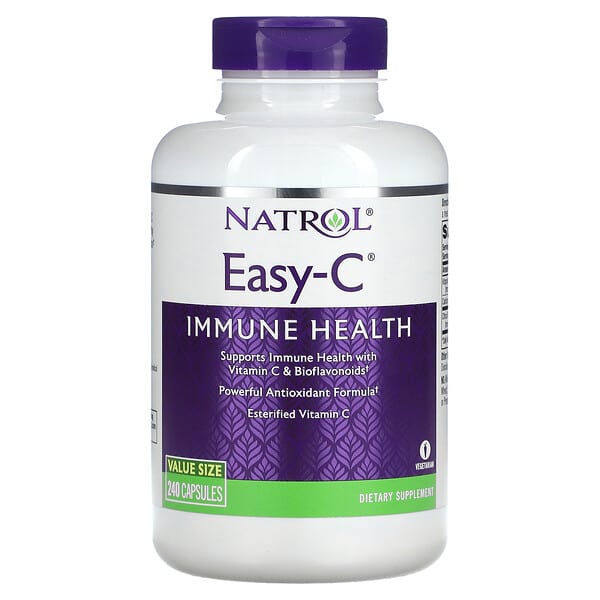 NATROL®
Easy-C®
IMMUNE HEALTH
Supports Immune Health with
Vitamin C & Bioflavonoids†
Powerful Antioxidant Formula†
Esterified Vitamin C
VEGETARIAN
VALUE SIZE
240 CAPSULES
DIETARY SUPPLEMENT